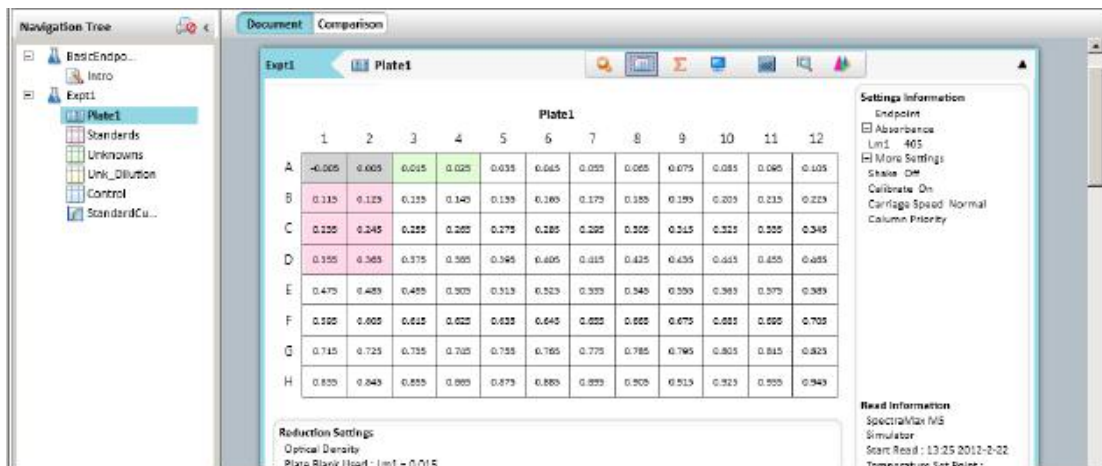 Navigation Tree
Document Comparison
BasicEndpo...
Intro
Expt1
Plate1
Standards
Unknowns
Unk_Dilution
Control
StandardCu...
Expt1 Plate1
Plate1
1 2 3 4 5 6 7 8 9 10 11 12
A -0.005 0.005 0.015 0.025 0.035 0.045 0.055 0.065 0.075 0.085 0.095 0.105
B 0.115 0.125 0.135 0.145 0.155 0.165 0.175 0.185 0.195 0.205 0.215 0.225
C 0.235 0.245 0.255 0.265 0.275 0.285 0.295 0.305 0.315 0.325 0.335 0.345
D 0.355 0.365 0.375 0.385 0.395 0.405 0.415 0.425 0.435 0.445 0.455 0.465
E 0.475 0.485 0.495 0.505 0.515 0.525 0.535 0.545 0.555 0.565 0.575 0.585
F 0.595 0.605 0.615 0.625 0.635 0.645 0.655 0.665 0.675 0.685 0.695 0.705
G 0.715 0.725 0.735 0.745 0.755 0.765 0.775 0.785 0.795 0.805 0.815 0.825
H 0.835 0.845 0.855 0.865 0.875 0.885 0.895 0.905 0.915 0.925 0.935 0.945
Settings Information
Endpoint
Absorbance
Lm1 405
More Settings
Shake Off
Calibrate On
Carriage Speed Normal
Column Priority
Read Information
SpectraMax M5
Simulator
Start Read : 13:25 2012-2-22
Temperature Set Point :
Reduction Settings
Optical Density
Plate Blank Used : Lm1 = 0.015